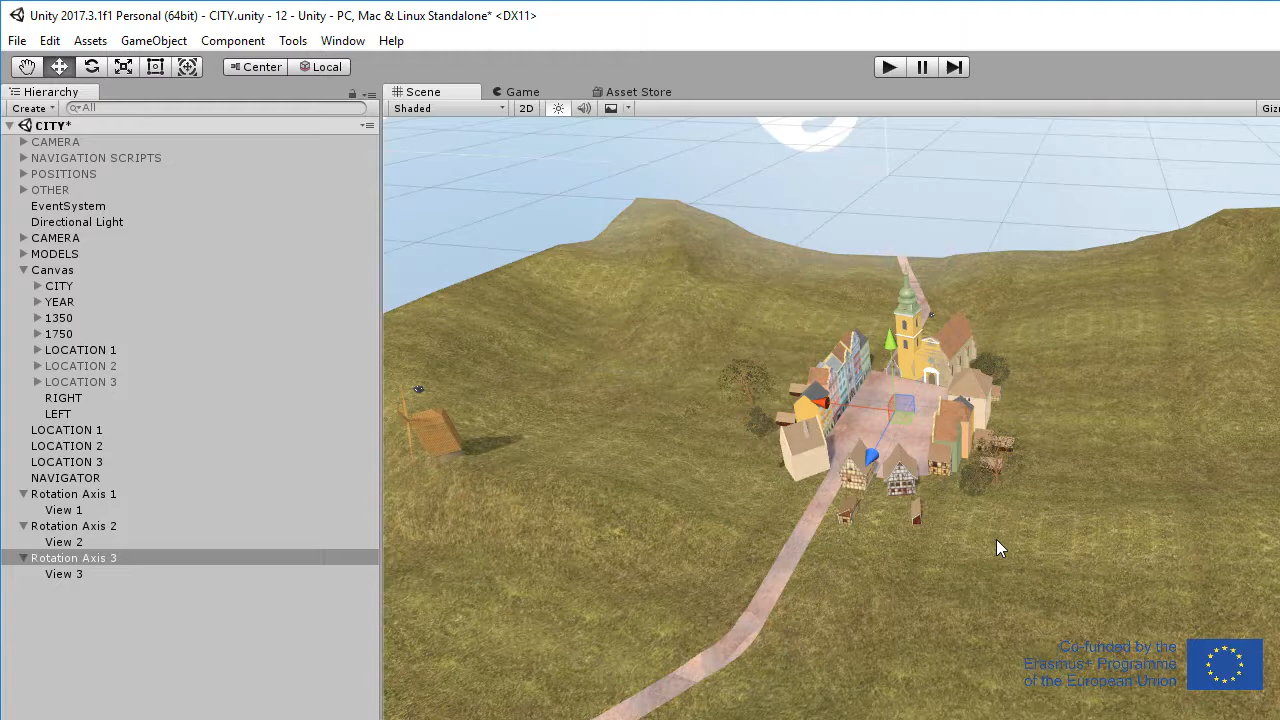 Unity 2017.3.1f1 Personal (64bit) - CITY.unity - 12 - Unity - PC, Mac & Linux Standalone* <DX11>
File Edit Assets GameObject Component Tools Window Help
Center Local
Hierarchy Scene Game Asset Store
Create All Shaded 2D Giz
CITY*
CAMERA
NAVIGATION SCRIPTS
POSITIONS
OTHER
EventSystem
Directional Light
CAMERA
MODELS
Canvas
CITY
YEAR
1350
1750
LOCATION 1
LOCATION 2
LOCATION 3
RIGHT
LEFT
LOCATION 1
LOCATION 2
LOCATION 3
NAVIGATOR
Rotation Axis 1
View 1
Rotation Axis 2
View 2
Rotation Axis 3
View 3
Co-funded by the
Erasmus+ Programme
of the European Union